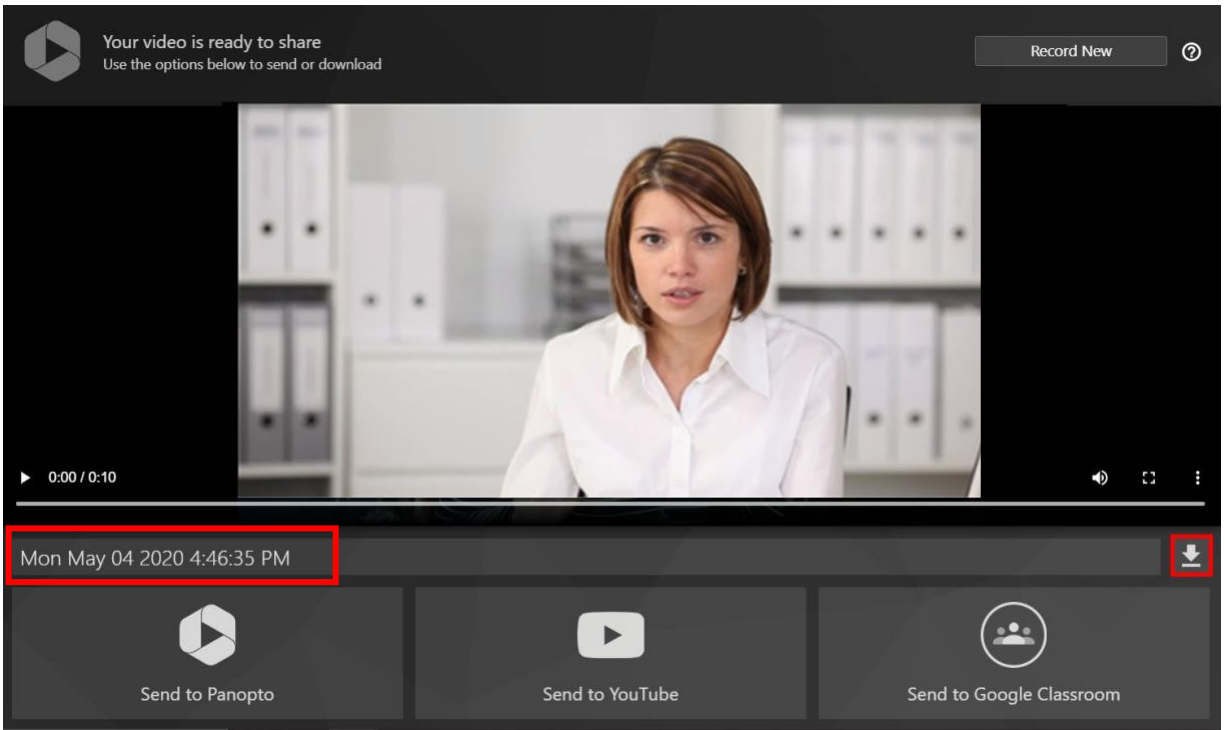 Your video is ready to share
Use the options below to send or download
Record New
0:00 / 0:10
Mon May 04 2020 4:46:35 PM
Send to Panopto
Send to YouTube
Send to Google Classroom